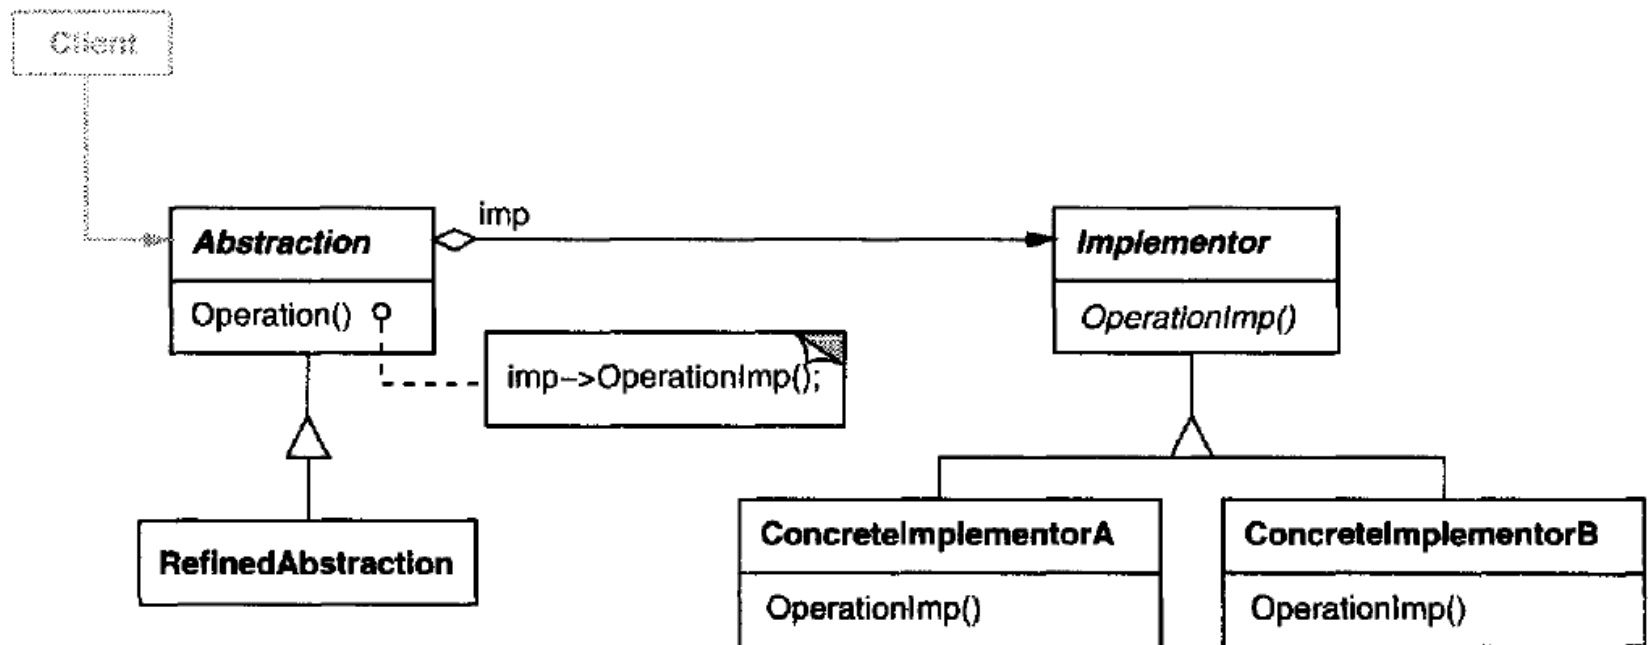 Client
imp
Abstraction
Implementor
Operation()
OperationImp()
imp->OperationImp();
RefinedAbstraction
ConcreteImplementorA
ConcreteImplementorB
OperationImp()
OperationImp()